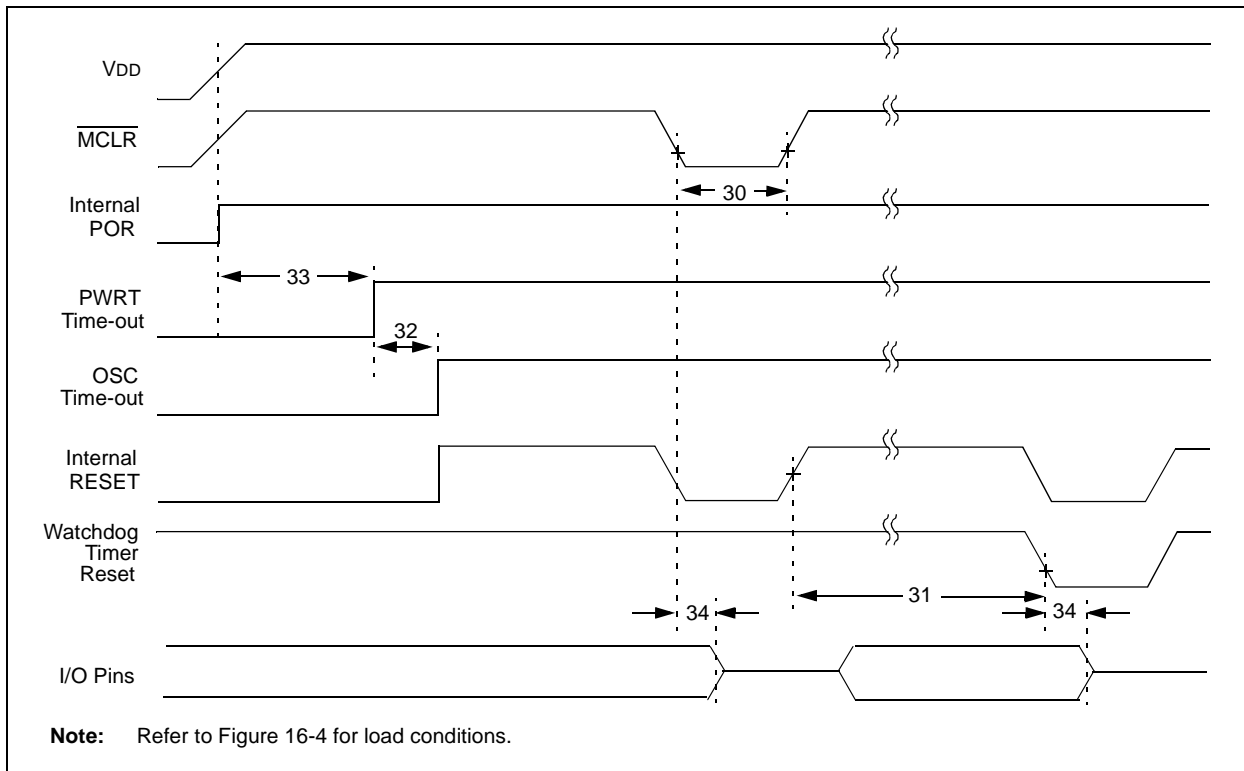 VDD
MCLR
30
Internal
POR
33
PWRT
Time-out
32
OSC
Time-out
Internal
RESET
Watchdog
Timer
Reset
31
34
34
I/O Pins
Note: Refer to Figure 16-4 for load conditions.